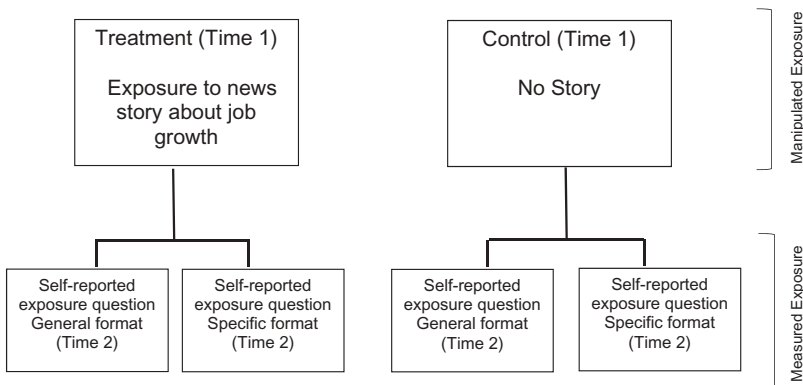 Treatment (Time 1)
Exposure to news
story about job
growth
Control (Time 1)
No Story
Manipulated Exposure
Self-reported
exposure question
General format
(Time 2)
Self-reported
exposure question
Specific format
(Time 2)
Self-reported
exposure question
General format
(Time 2)
Self-reported
exposure question
Specific format
(Time 2)
Measured Exposure